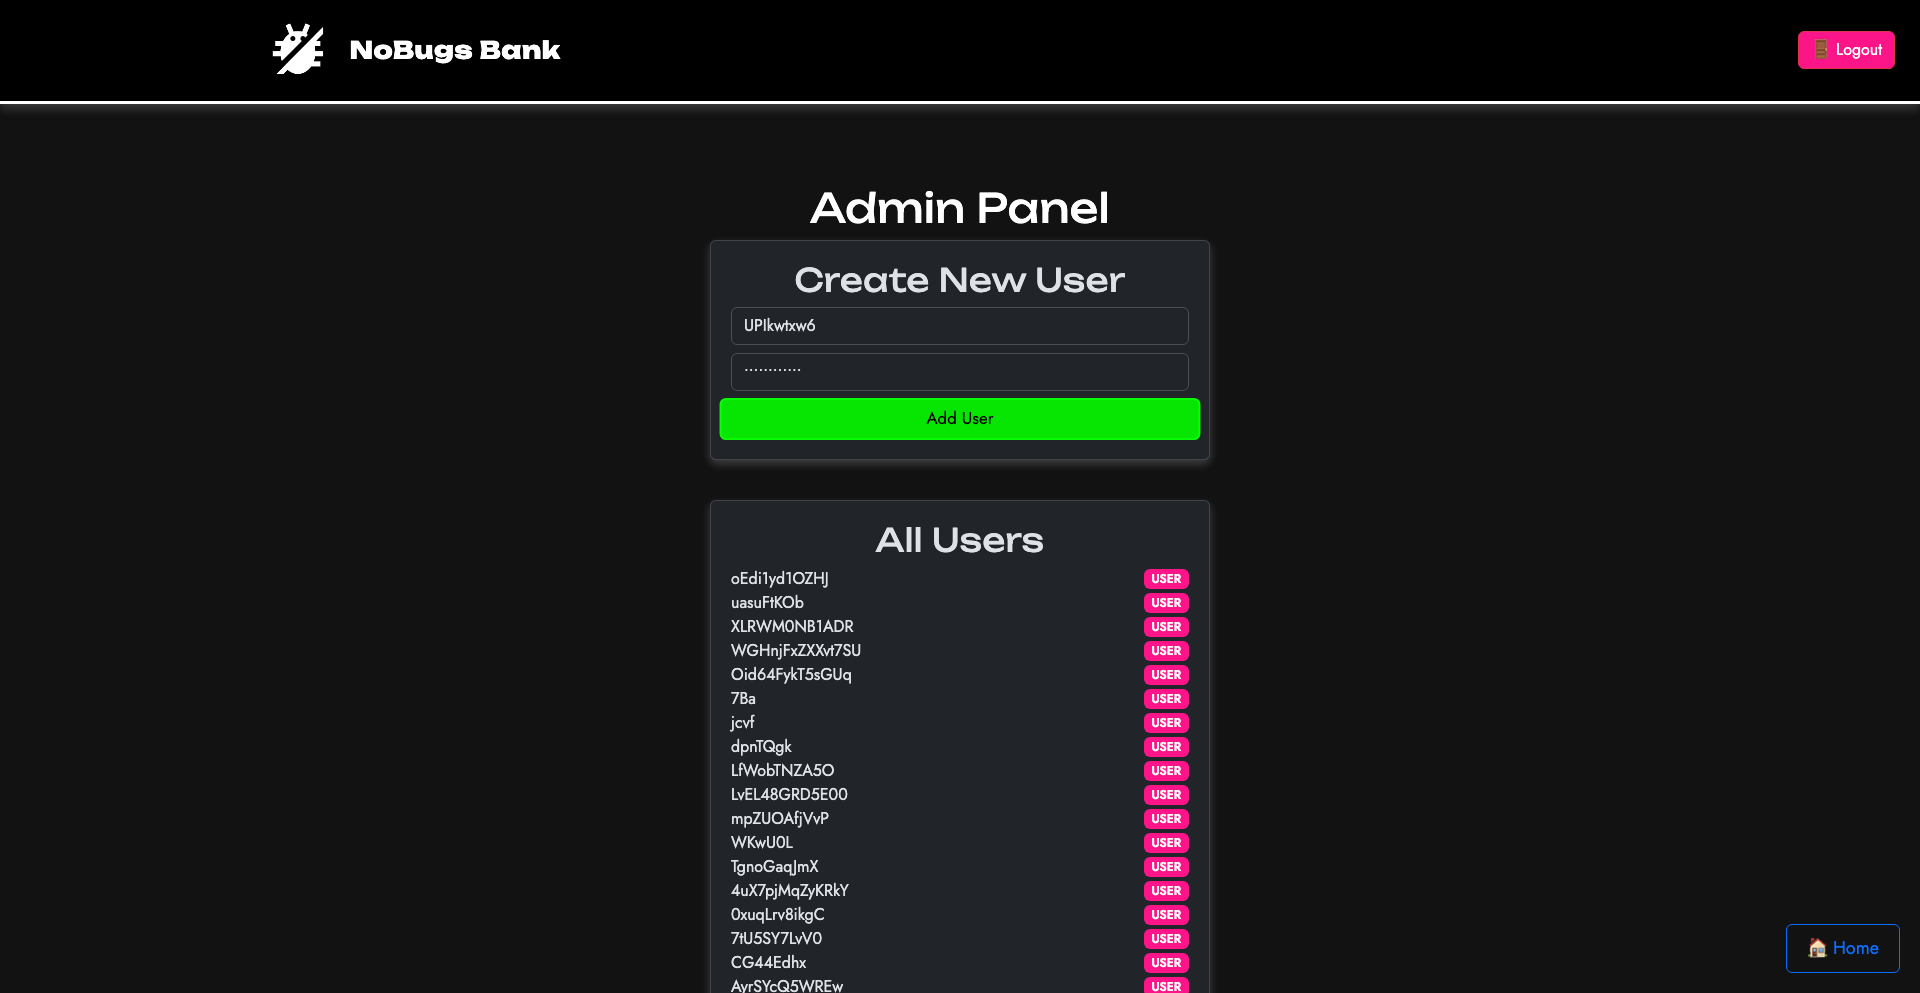 NoBugs Bank
🚪 Logout
Admin Panel
Create New User
UPIkwtxw6
············
Add User
All Users
oEdi1yd1OZHJ USER
uasuFtKOb USER
XLRWM0NB1ADR USER
WGHnjFxZXXvt7SU USER
Oid64FykT5sGUq USER
7Ba USER
jcvf USER
dpnTQgk USER
LfWobTNZA5O USER
LvEL48GRD5E00 USER
mpZUOAfjVvP USER
WKwU0L USER
TgnoGaqJmX USER
4uX7pjMqZyKRkY USER
0xuqLrv8ikgC USER
7tU5SY7LvV0 USER
CG44Edhx USER
AyrSYcQ5WREw USER
🏠 Home